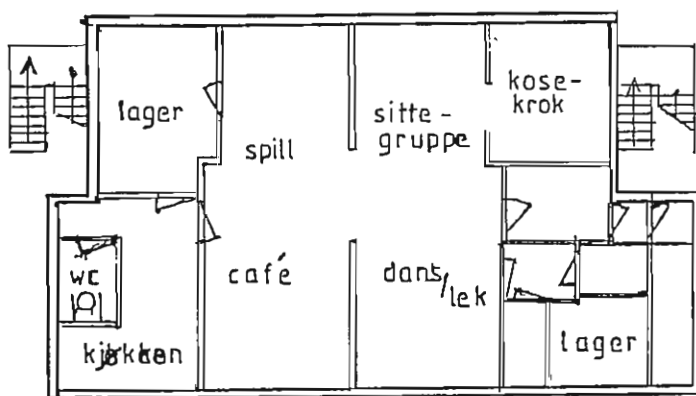 lager
spill
sitte-
gruppe
kose-
krok
wc
kjøkken
café
dans/
lek
lager